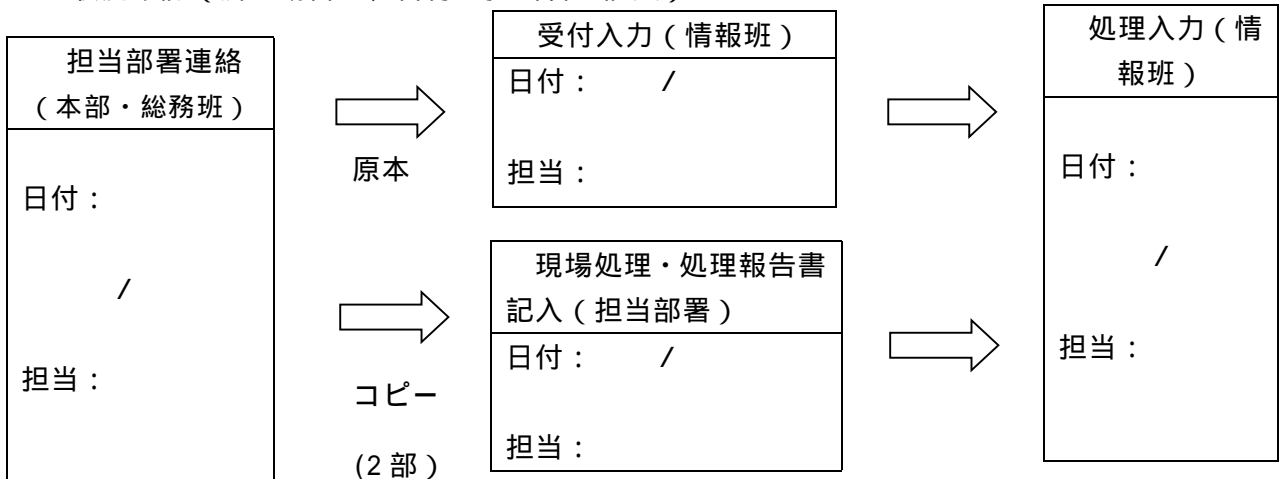 担当部署連絡
(本部・総務班)
日付：
/
担当：
原本
コピー
(2部)
受付入力(情報班)
日付： /
担当：
現場処理・処理報告書
記入(担当部署)
日付： /
担当：
処理入力(情
報班)
日付：
/
担当：